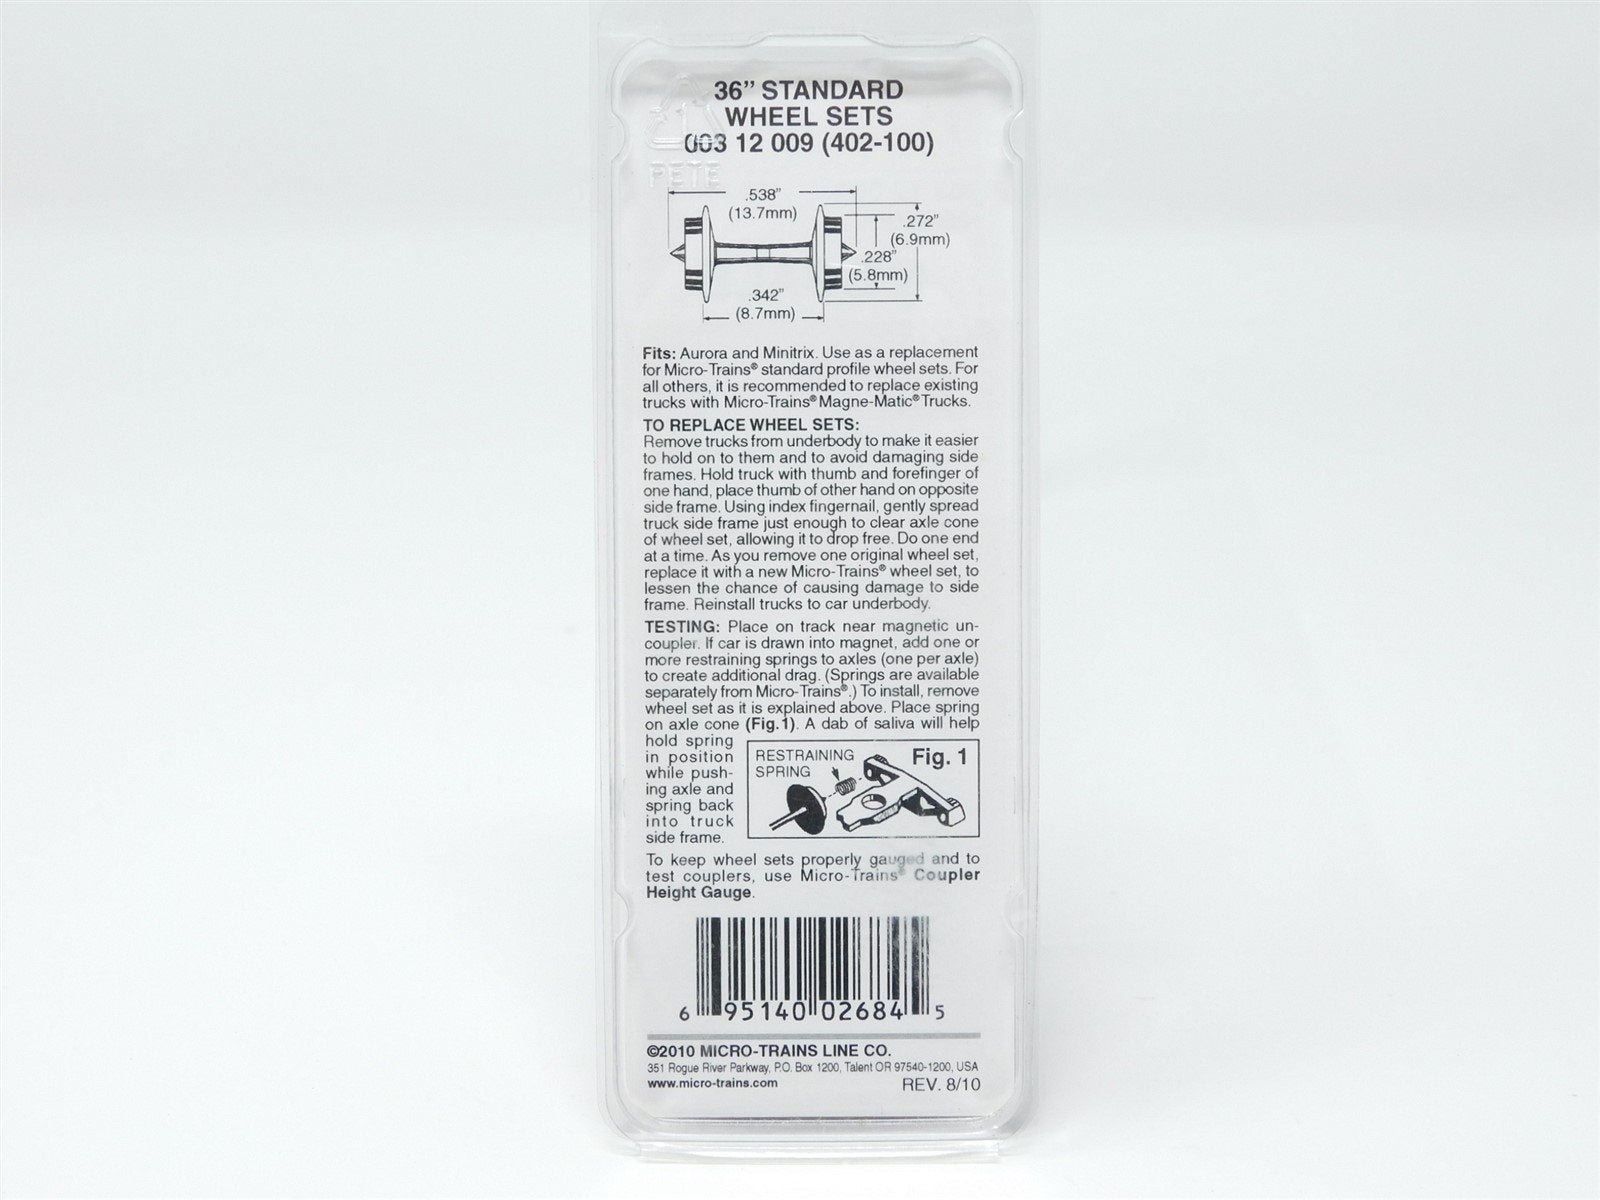 36” STANDARD
WHEEL SETS
003 12 009 (402-100)
PETE
.538”
(13.7mm)
.272”
(6.9mm)
.228”
(5.8mm)
.342”
(8.7mm)
Fits: Aurora and Minitrix. Use as a replacement
for Micro-Trains® standard profile wheel sets. For
all others, it is recommended to replace existing
trucks with Micro-Trains® Magne-Matic® Trucks.
TO REPLACE WHEEL SETS:
Remove trucks from underbody to make it easier
to hold on to them and to avoid damaging side
frames. Hold truck with thumb and forefinger of
one hand, place thumb of other hand on opposite
side frame. Using index fingernail, gently spread
truck side frame just enough to clear axle cone
of wheel set, allowing it to drop free. Do one end
at a time. As you remove one original wheel set,
replace it with a new Micro-Trains® wheel set, to
lessen the chance of causing damage to side
frame. Reinstall trucks to car underbody.
TESTING: Place on track near magnetic un-
coupler. If car is drawn into magnet, add one or
more restraining springs to axles (one per axle)
to create additional drag. (Springs are available
separately from Micro-Trains®.) To install, remove
wheel set as it is explained above. Place spring
on axle cone (Fig.1). A dab of saliva will help
hold spring
in position
while push-
ing axle and
spring back
into truck
side frame.
RESTRAINING
SPRING
Fig. 1
To keep wheel sets properly gauged and to
test couplers, use Micro-Trains® Coupler
Height Gauge.
6 95140 02684 5
©2010 MICRO-TRAINS LINE CO.
351 Rogue River Parkway, P.O. Box 1200, Talent OR 97540-1200, USA
www.micro-trains.com
REV. 8/10